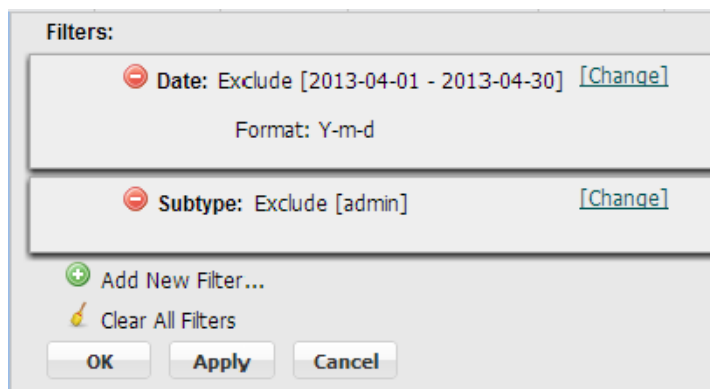 Filters:
Date: Exclude [2013-04-01 - 2013-04-30] [Change]
Format: Y-m-d
Subtype: Exclude [admin] [Change]
Add New Filter...
Clear All Filters
OK Apply Cancel